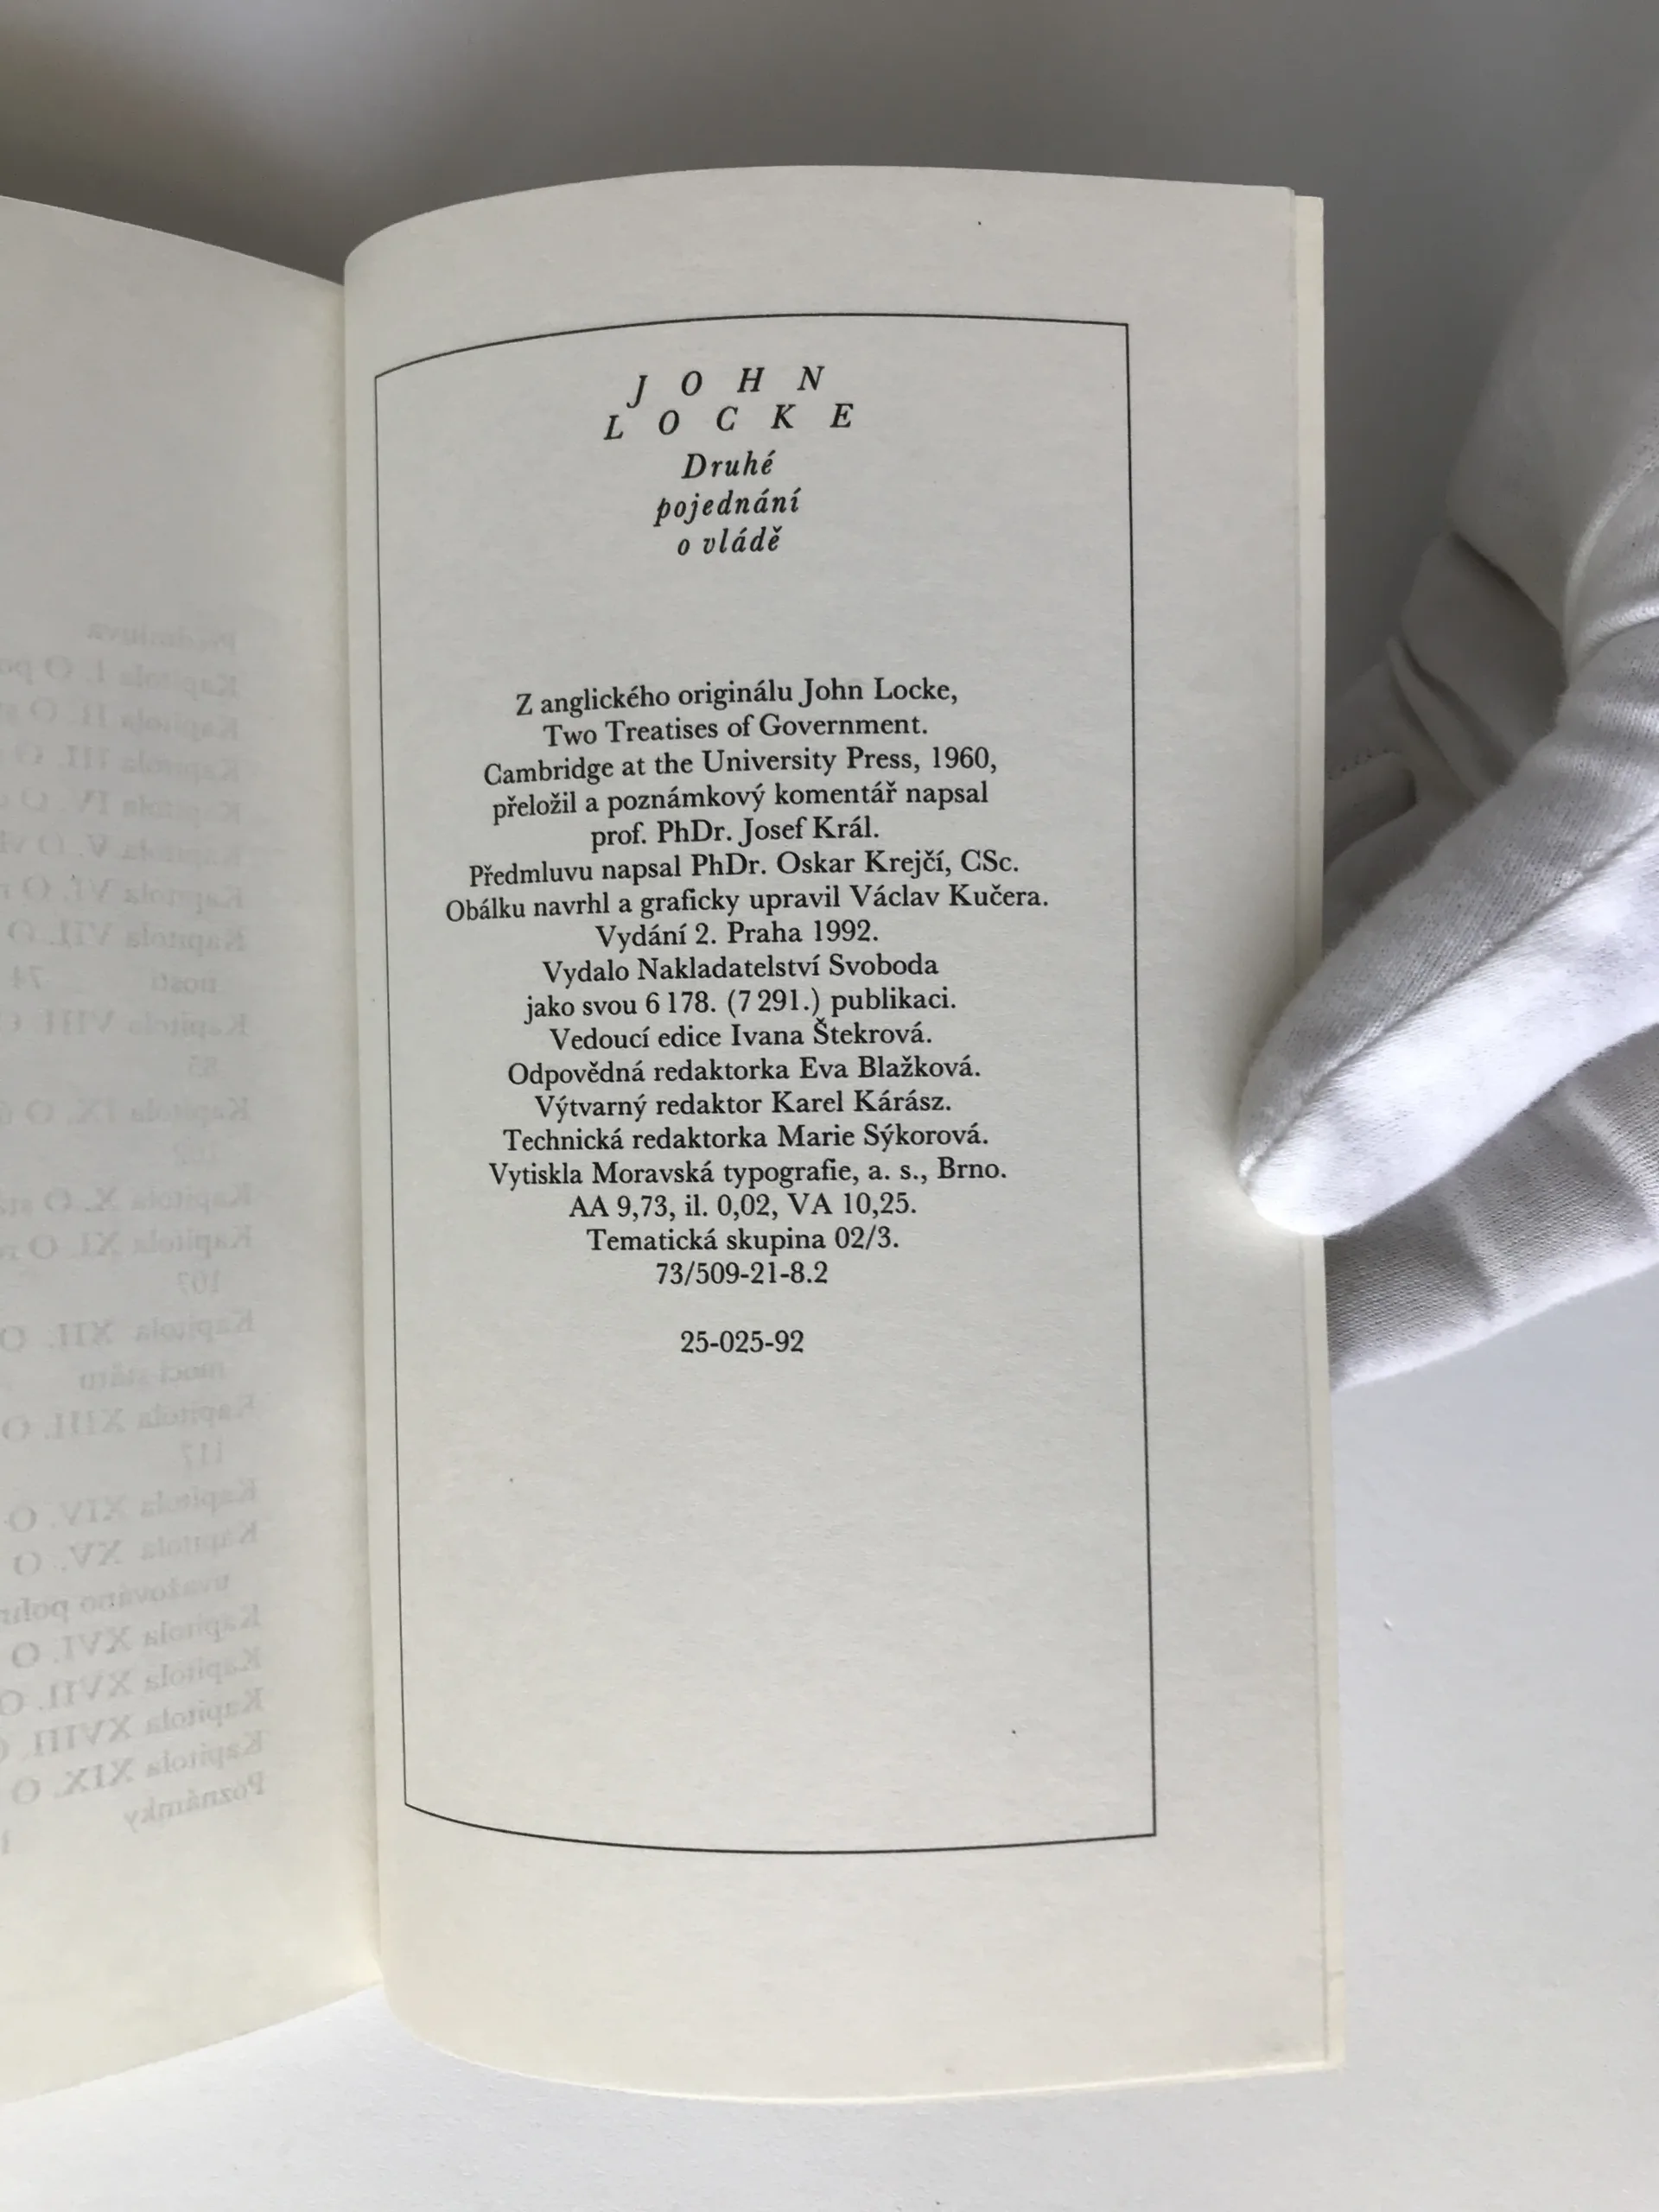 J O H N
L O C K E
Druhé
pojednání
o vládě
Z anglického originálu John Locke,
Two Treatises of Government.
Cambridge at the University Press, 1960,
přeložil a poznámkový komentář napsal
prof. PhDr. Josef Král.
Předmluvu napsal PhDr. Oskar Krejčí, CSc.
Obálku navrhl a graficky upravil Václav Kučera.
Vydání 2. Praha 1992.
Vydalo Nakladatelství Svoboda
jako svou 6 178. (7 291.) publikaci.
Vedoucí edice Ivana Štekrová.
Odpovědná redaktorka Eva Blažková.
Výtvarný redaktor Karel Kárász.
Technická redaktorka Marie Sýkorová.
Vytiskla Moravská typografie, a. s., Brno.
AA 9,73, il. 0,02, VA 10,25.
Tematická skupina 02/3.
73/509-21-8.2
25-025-92